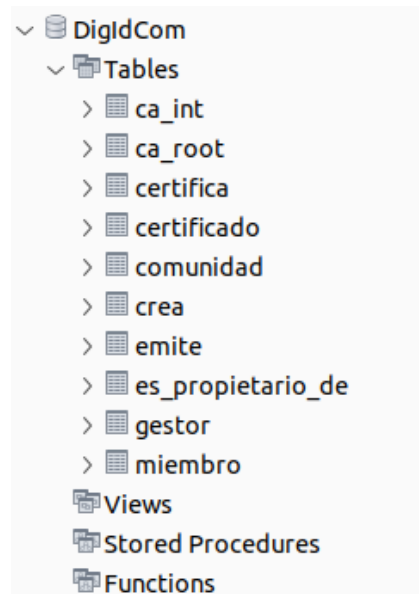 DigIdCom
Tables
ca_int
ca_root
certifica
certificado
comunidad
crea
emite
es_propietario_de
gestor
miembro
Views
Stored Procedures
Functions